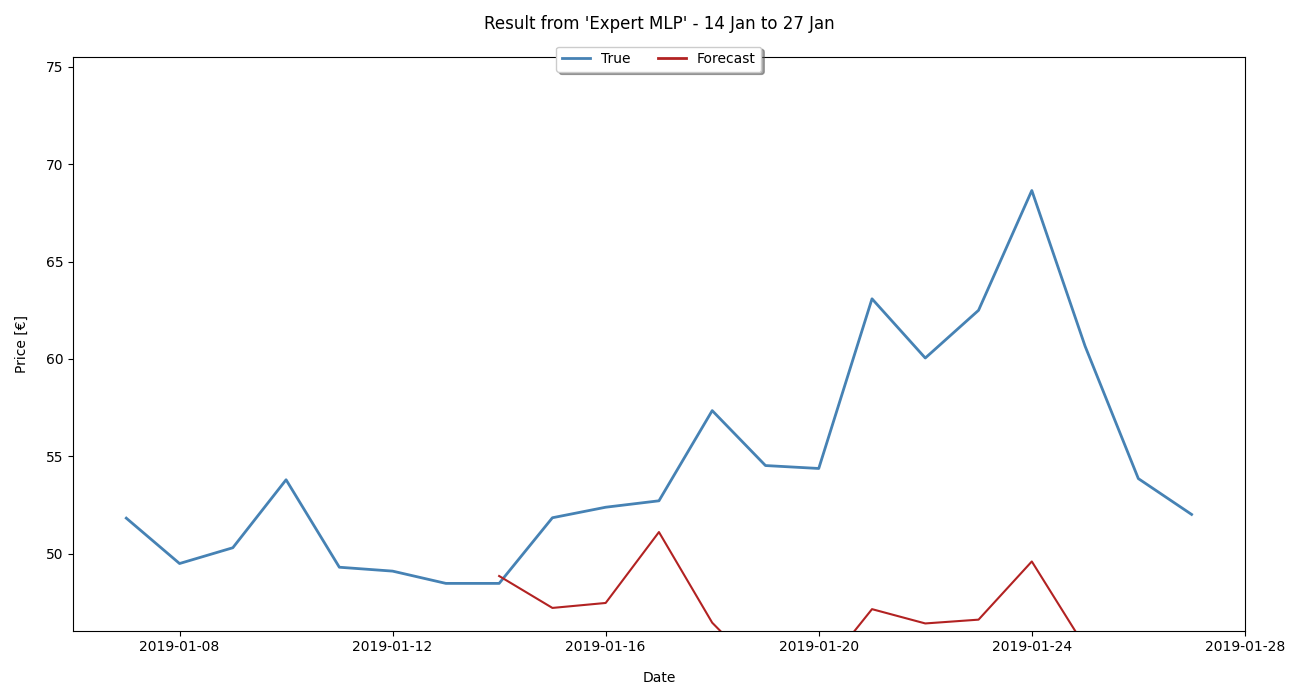 Result from 'Expert MLP' - 14 Jan to 27 Jan
True Forecast
75
70
65
60
55
50
Price [€]
2019-01-08 2019-01-12 2019-01-16 2019-01-20 2019-01-24 2019-01-28
Date